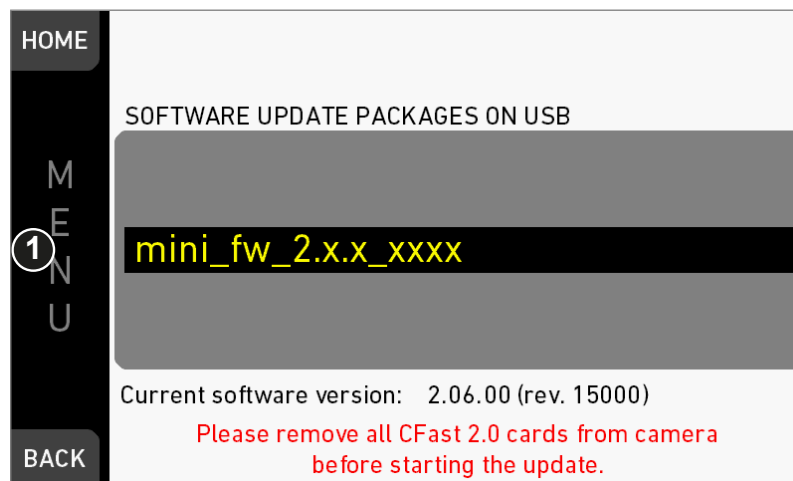 HOME
SOFTWARE UPDATE PACKAGES ON USB
MENU
1
mini_fw_2.x.x_xxxx
Current software version: 2.06.00 (rev. 15000)
Please remove all CFast 2.0 cards from camera
before starting the update.
BACK